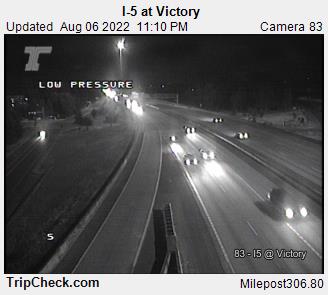 I-5 at Victory
Updated Aug 06 2022 11:10 PM Camera 83
T
LOW PRESSURE
S
83 - I5 @ Victory
TripCheck.com Milepost306.80